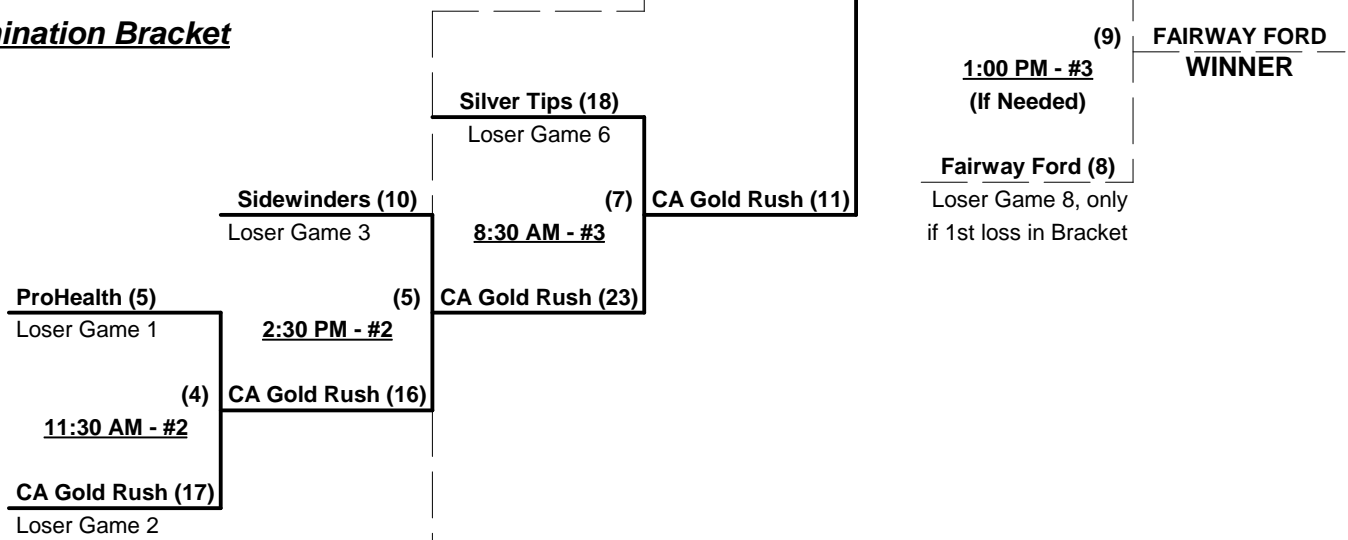 ination Bracket
(9) FAIRWAY FORD
1:00 PM - #3 WINNER
(If Needed)
Silver Tips (18)
Loser Game 6
Fairway Ford (8)
Sidewinders (10) (7) CA Gold Rush (11) Loser Game 8, only
Loser Game 3 8:30 AM - #3 if 1st loss in Bracket
ProHealth (5) (5) CA Gold Rush (23)
Loser Game 1 2:30 PM - #2
(4) CA Gold Rush (16)
11:30 AM - #2
CA Gold Rush (17)
Loser Game 2